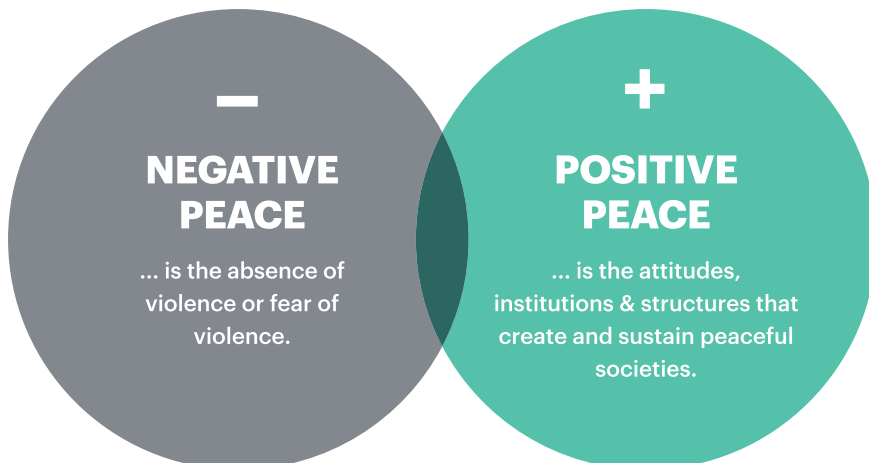 NEGATIVE
PEACE
... is the absence of
violence or fear of
violence.
POSITIVE
PEACE
... is the attitudes,
institutions & structures that
create and sustain peaceful
societies.